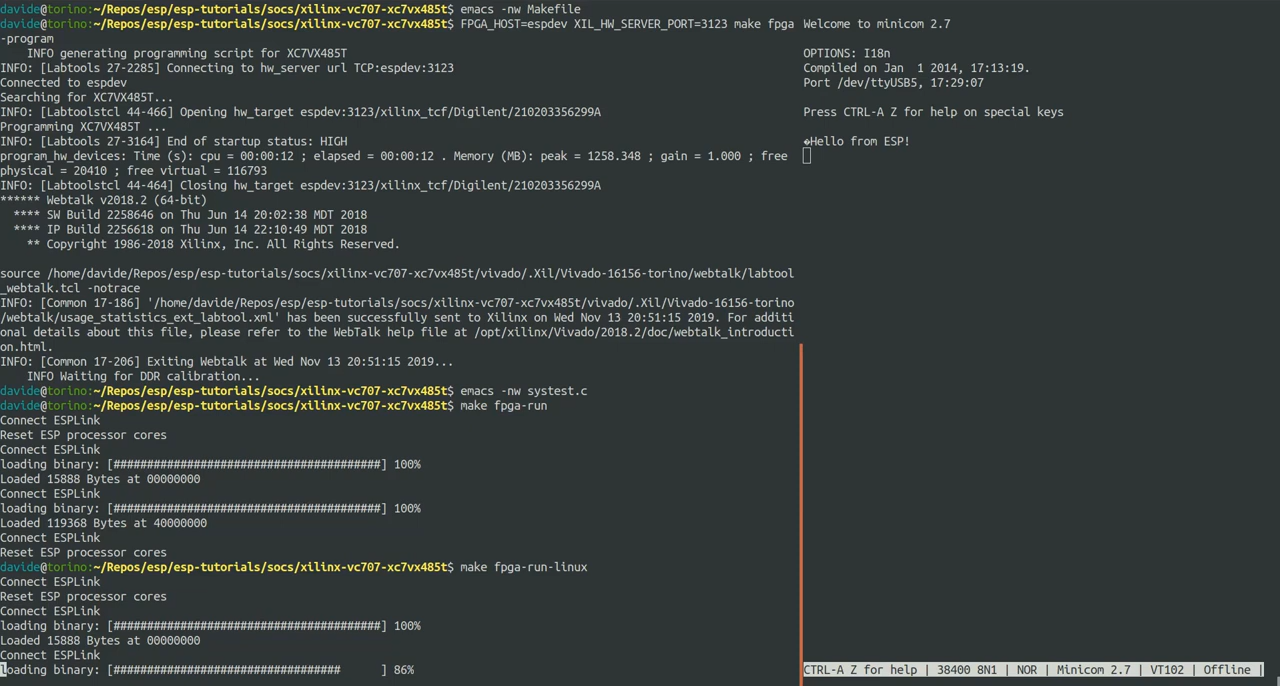 davide@torino:~/Repos/esp/esp-tutorials/socs/xilinx-vc707-xc7vx485t$ emacs -nw Makefile
davide@torino:~/Repos/esp/esp-tutorials/socs/xilinx-vc707-xc7vx485t$ FPGA_HOST=espdev XIL_HW_SERVER_PORT=3123 make fpga
-program
    INFO generating programming script for XC7VX485T
INFO: [Labtools 27-2285] Connecting to hw_server url TCP:espdev:3123
Connected to espdev
Searching for XC7VX485T...
INFO: [Labtoolstcl 44-466] Opening hw_target espdev:3123/xilinx_tcf/Digilent/210203356299A
Programming XC7VX485T ...
INFO: [Labtools 27-3164] End of startup status: HIGH
program_hw_devices: Time (s): cpu = 00:00:12 ; elapsed = 00:00:12 . Memory (MB): peak = 1258.348 ; gain = 1.000 ; free
physical = 20410 ; free virtual = 116793
INFO: [Labtoolstcl 44-464] Closing hw_target espdev:3123/xilinx_tcf/Digilent/210203356299A
****** Webtalk v2018.2 (64-bit)
  **** SW Build 2258646 on Thu Jun 14 20:02:38 MDT 2018
  **** IP Build 2256618 on Thu Jun 14 22:10:49 MDT 2018
    ** Copyright 1986-2018 Xilinx, Inc. All Rights Reserved.
source /home/davide/Repos/esp/esp-tutorials/socs/xilinx-vc707-xc7vx485t/vivado/.Xil/Vivado-16156-torino/webtalk/labtool
_webtalk.tcl -notrace
INFO: [Common 17-186] '/home/davide/Repos/esp/esp-tutorials/socs/xilinx-vc707-xc7vx485t/vivado/.Xil/Vivado-16156-torino
/webtalk/usage_statistics_ext_labtool.xml' has been successfully sent to Xilinx on Wed Nov 13 20:51:15 2019. For additi
onal details about this file, please refer to the WebTalk help file at /opt/xilinx/Vivado/2018.2/doc/webtalk_introducti
on.html.
INFO: [Common 17-206] Exiting Webtalk at Wed Nov 13 20:51:15 2019...
    INFO Waiting for DDR calibration...
davide@torino:~/Repos/esp/esp-tutorials/socs/xilinx-vc707-xc7vx485t$ emacs -nw systest.c
davide@torino:~/Repos/esp/esp-tutorials/socs/xilinx-vc707-xc7vx485t$ make fpga-run
Connect ESPLink
Reset ESP processor cores
Connect ESPLink
loading binary: [########################################] 100%
Loaded 15888 Bytes at 00000000
Connect ESPLink
loading binary: [########################################] 100%
Loaded 119368 Bytes at 40000000
Connect ESPLink
Reset ESP processor cores
davide@torino:~/Repos/esp/esp-tutorials/socs/xilinx-vc707-xc7vx485t$ make fpga-run-linux
Connect ESPLink
Reset ESP processor cores
Connect ESPLink
loading binary: [########################################] 100%
Loaded 15888 Bytes at 00000000
Connect ESPLink
loading binary: [##################################      ] 86%
Welcome to minicom 2.7
OPTIONS: I18n
Compiled on Jan  1 2014, 17:13:19.
Port /dev/ttyUSB5, 17:29:07
Press CTRL-A Z for help on special keys
�Hello from ESP!
CTRL-A Z for help | 38400 8N1 | NOR | Minicom 2.7 | VT102 | Offline |